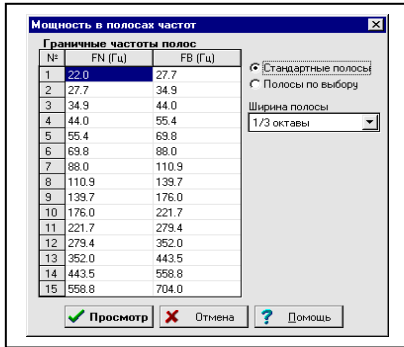 Мощность в полосах частот
Граничные частоты полос
№ FN (Гц) FB (Гц)
1 22.0 27.7
2 27.7 34.9
3 34.9 44.0
4 44.0 55.4
5 55.4 69.8
6 69.8 88.0
7 88.0 110.9
8 110.9 139.7
9 139.7 176.0
10 176.0 221.7
11 221.7 279.4
12 279.4 352.0
13 352.0 443.5
14 443.5 558.8
15 558.8 704.0
Стандартные полосы
Полосы по выбору
Ширина полосы
1/3 октавы
Просмотр Отмена Помощь